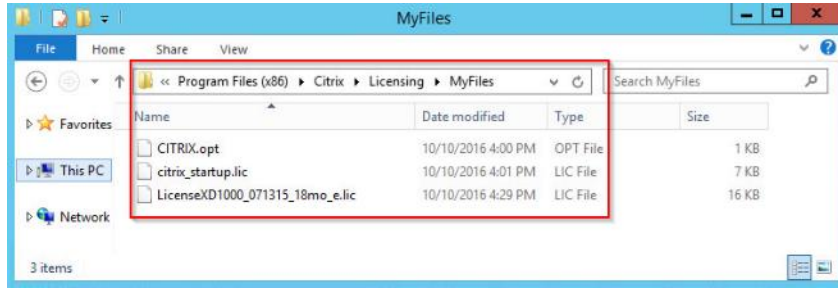 MyFiles
File Home Share View
« Program Files (x86) Citrix Licensing MyFiles Search MyFiles
Name Date modified Type Size
Favorites
CITRIX.opt 10/10/2016 4:00 PM OPT File 1 KB
This PC citrix_startup.lic 10/10/2016 4:01 PM LIC File 7 KB
LicenseXD1000_071315_18mo_e.lic 10/10/2016 4:29 PM LIC File 16 KB
Network
3 items